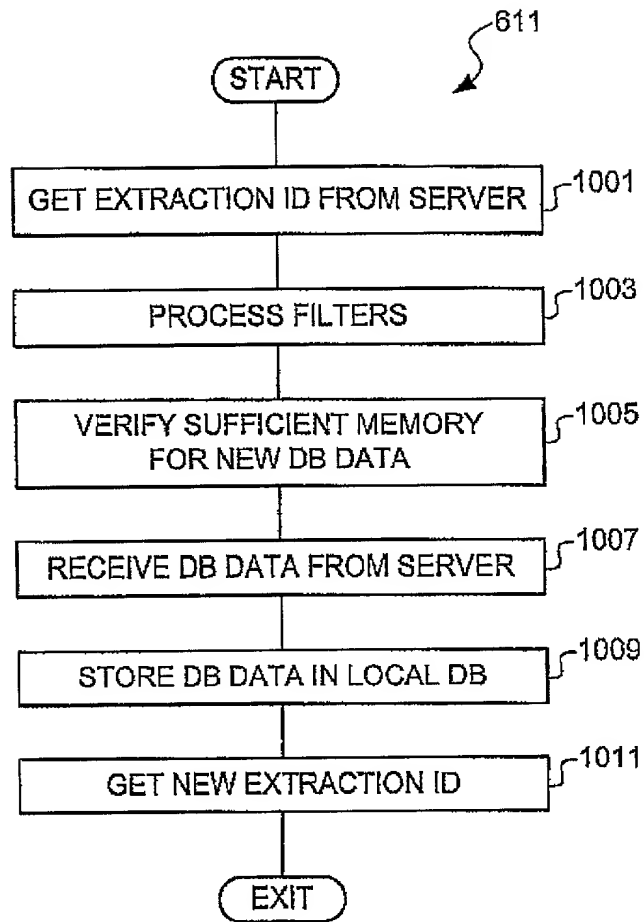 611
START
GET EXTRACTION ID FROM SERVER
1001
PROCESS FILTERS
1003
VERIFY SUFFICIENT MEMORY
FOR NEW DB DATA
1005
RECEIVE DB DATA FROM SERVER
1007
STORE DB DATA IN LOCAL DB
1009
GET NEW EXTRACTION ID
1011
EXIT